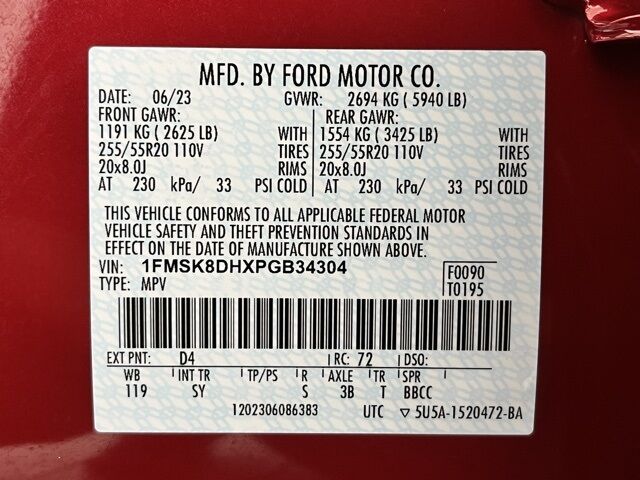 MFD. BY FORD MOTOR CO.
DATE: 06/23 GVWR: 2694 KG ( 5940 LB)
FRONT GAWR: REAR GAWR:
1191 KG ( 2625 LB) WITH 1554 KG ( 3425 LB) WITH
255/55R20 110V TIRES 255/55R20 110V TIRES
20x8.0J RIMS 20x8.0J RIMS
AT 230 kPa/ 33 PSI COLD AT 230 kPa/ 33 PSI COLD
THIS VEHICLE CONFORMS TO ALL APPLICABLE FEDERAL MOTOR
VEHICLE SAFETY AND THEFT PREVENTION STANDARDS IN
EFFECT ON THE DATE OF MANUFACTURE SHOWN ABOVE.
VIN: 1FMSK8DHXPGB34304 F0090
TYPE: MPV T0195
EXT PNT: D4 RC: 72 DSO:
WB INT TR TP/PS R AXLE TR SPR
119 SY S 3B T BBCC
1202306086383 UTC ▽ 5U5A-1520472-BA